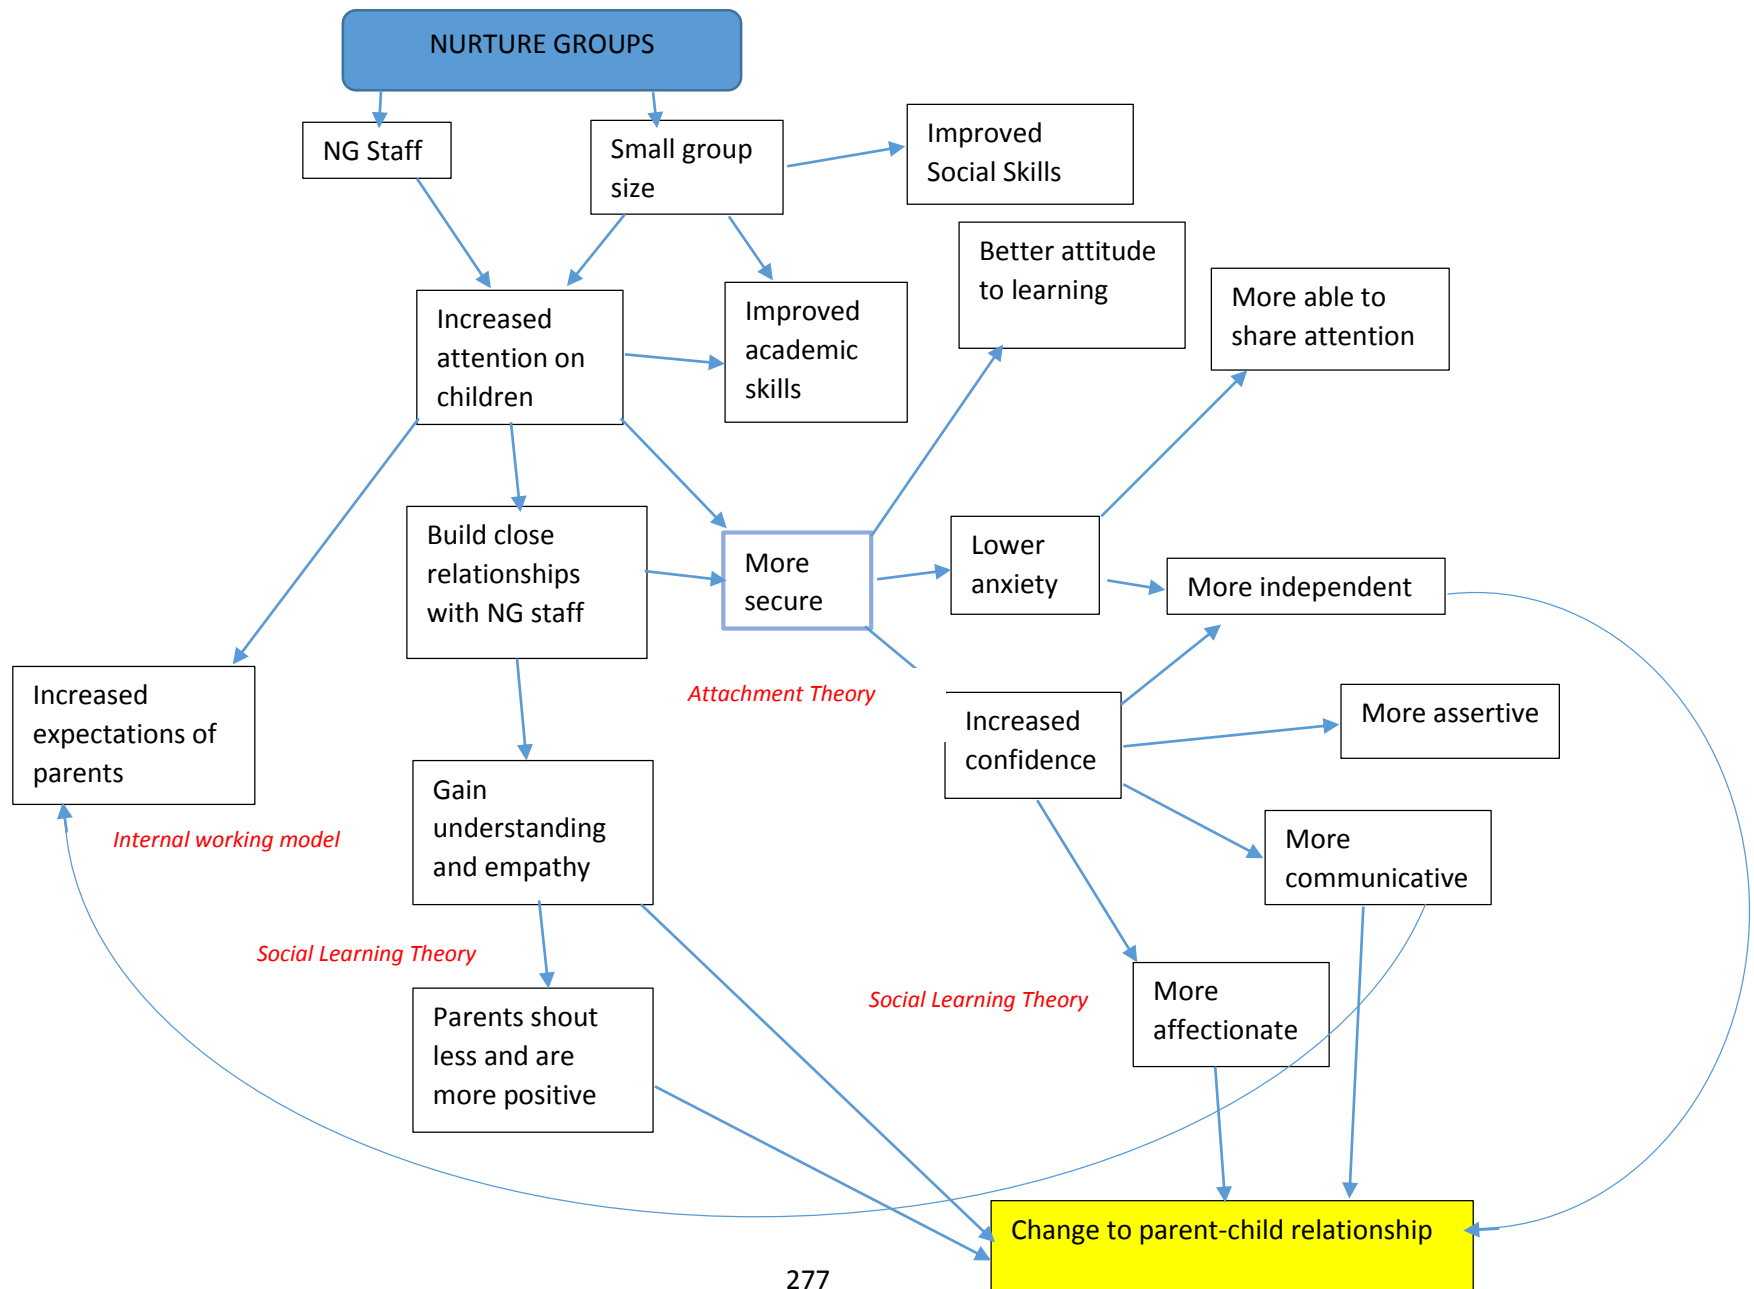 NURTURE GROUPS
NG Staff
Small group
size
Improved
Social Skills
Better attitude
to learning
More able to
share attention
Increased
attention on
children
Improved
academic
skills
Build close
relationships
with NG staff
More
secure
Lower
anxiety
More independent
Increased
expectations of
parents
Attachment Theory
Increased
confidence
More assertive
Internal working model
Gain
understanding
and empathy
More
communicative
Social Learning Theory
Social Learning Theory
More
affectionate
Parents shout
less and are
more positive
Change to parent-child relationship
277